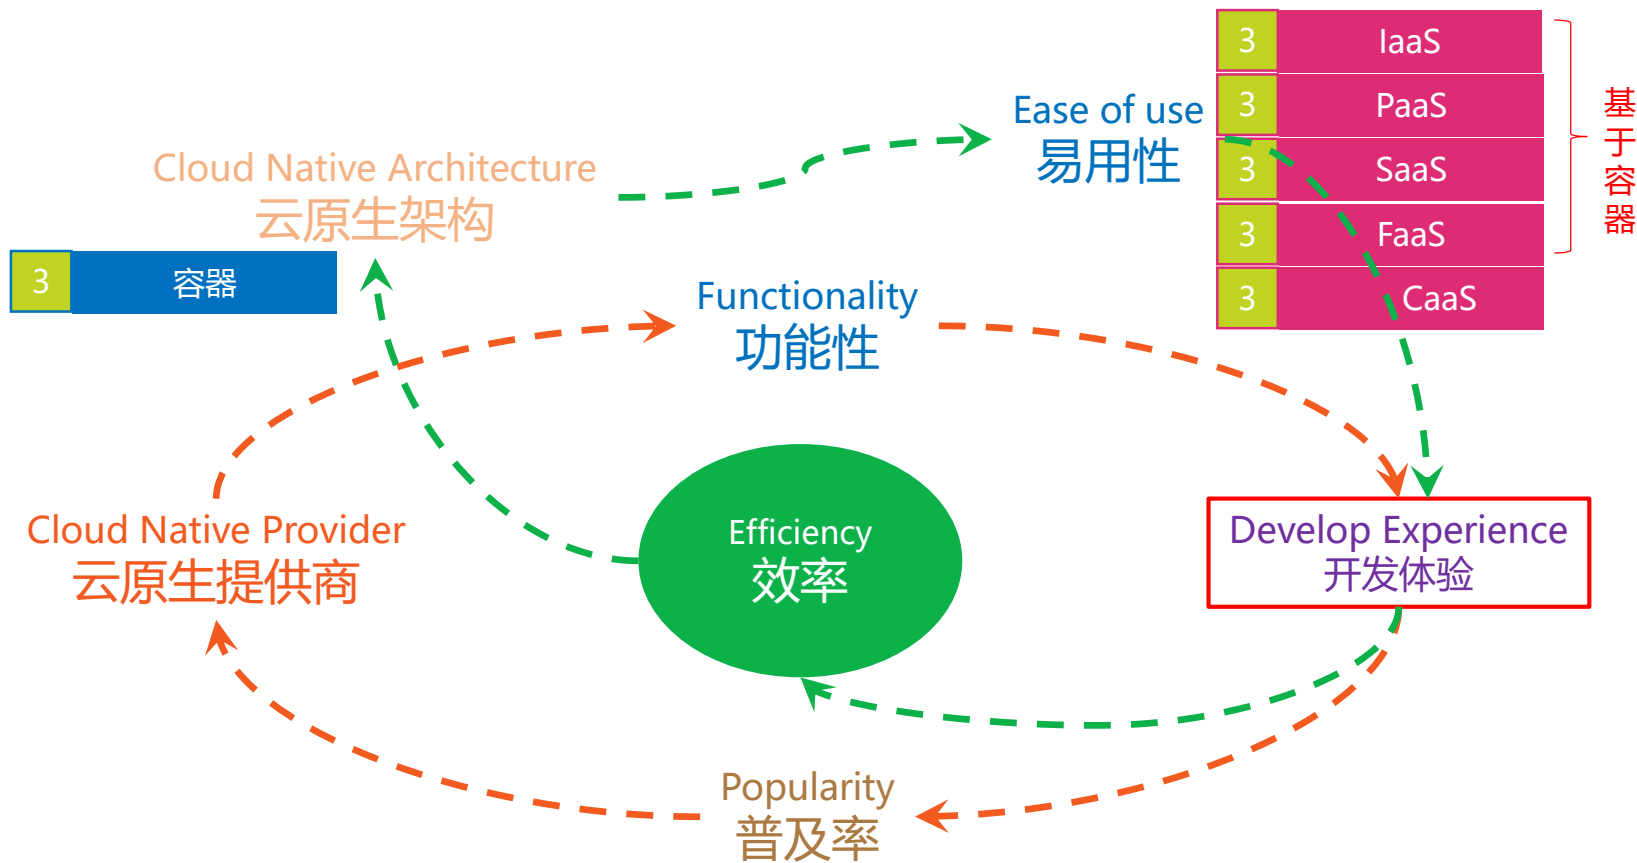 3 IaaS
3 PaaS
3 SaaS
3 FaaS
3 CaaS
基于容器
Ease of use
易用性
Cloud Native Architecture
云原生架构
3 容器
Functionality
功能性
Cloud Native Provider
云原生提供商
Efficiency
效率
Develop Experience
开发体验
Popularity
普及率